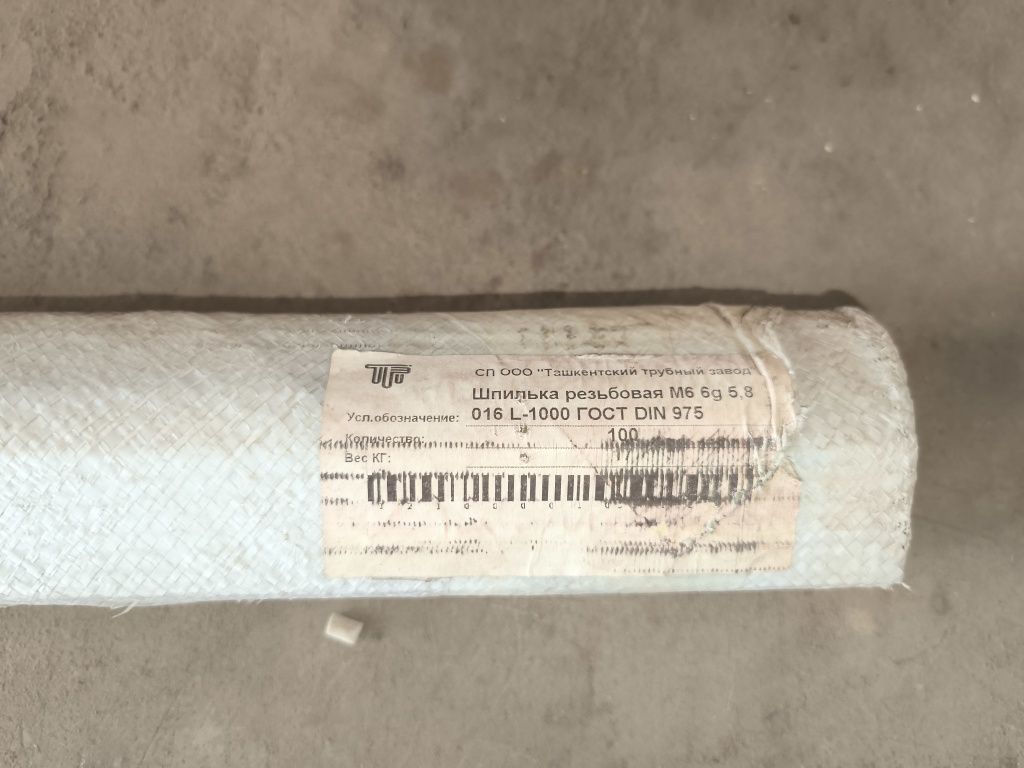 СП ООО "Ташкентский трубный завод
Шпилька резьбовая М6 6g 5,8
Усл.обозначение: 016 L-1000 ГОСТ DIN 975
Количество: 100
Вес КГ: 17